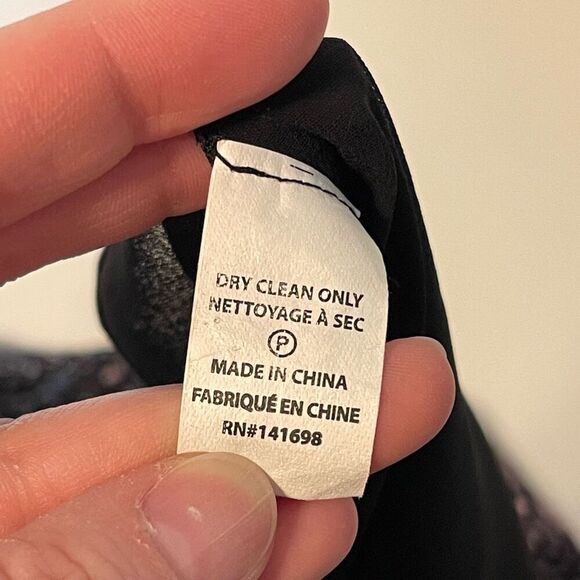 DRY CLEAN ONLY
NETTOYAGE À SEC
P
MADE IN CHINA
FABRIQUÉ EN CHINE
RN#141698